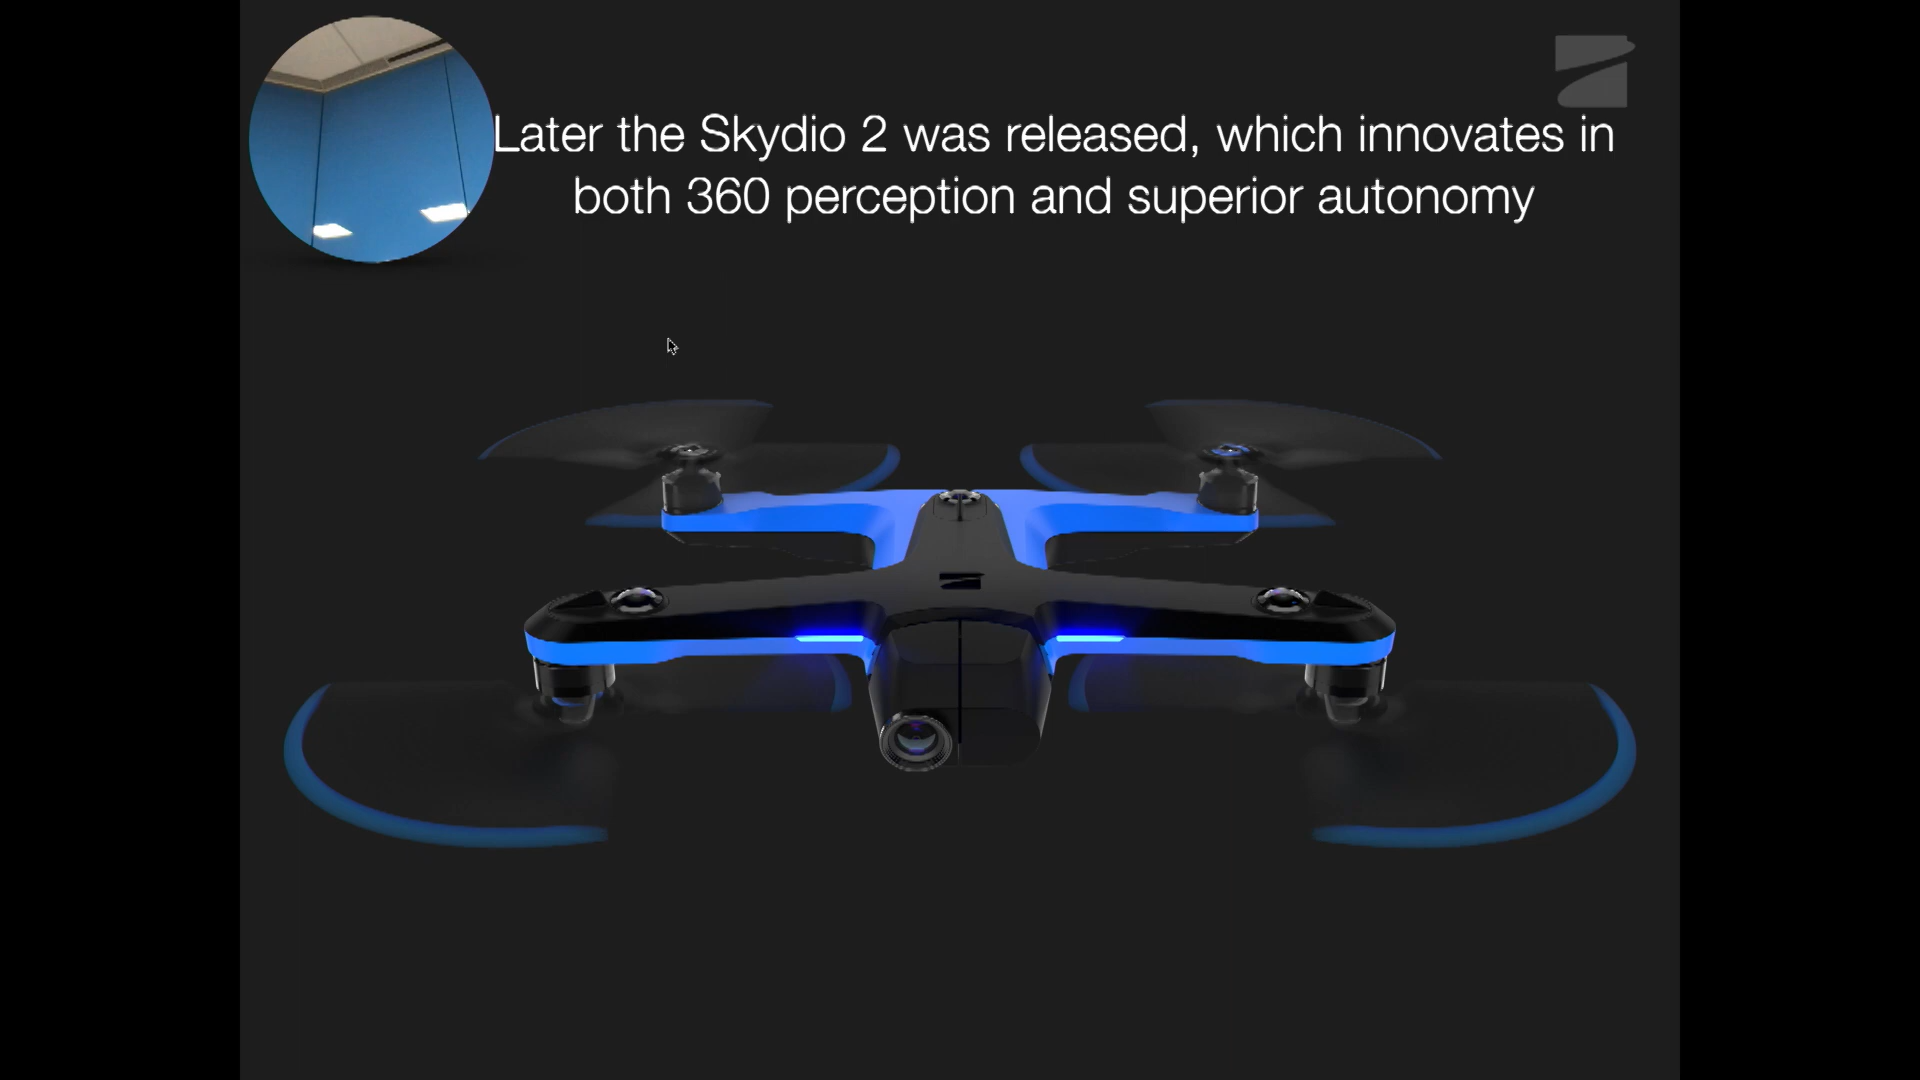 Later the Skydio 2 was released, which innovates in
both 360 perception and superior autonomy